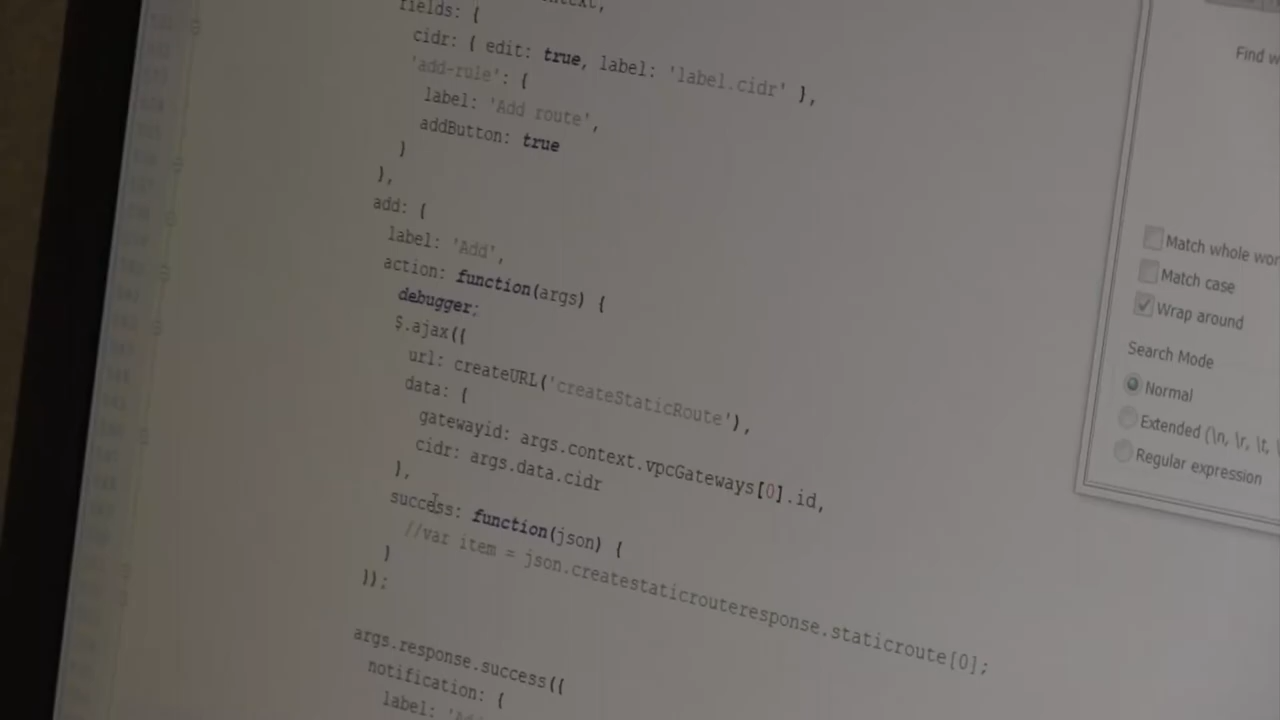 fields: {
cidr: { edit: true, label: 'label.cidr' },
'add-rule': {
label: 'Add route',
addButton: true
}
},
add: {
label: 'Add',
action: function(args) {
debugger;
$.ajax({
url: createURL('createStaticRoute'),
data: {
gatewayid: args.context.vpcGateways[0].id,
cidr: args.data.cidr
},
success: function(json) {
//var item = json.createstaticrouteresponse.staticroute[0];
}
});
args.response.success({
notification: {
label: 'Add
Find w
Match whole wor
Match case
Wrap around
Search Mode
Normal
Extended (\n, \r, \t, \
Regular expression